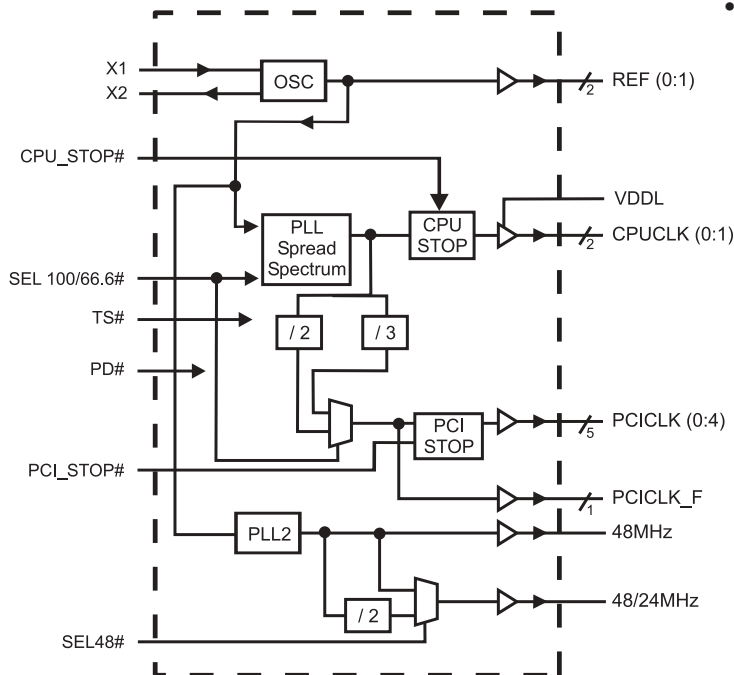 X1
X2
OSC
REF (0:1)
2
CPU_STOP#
VDDL
PLL
Spread
Spectrum
CPU
STOP
CPUCLK (0:1)
2
SEL 100/66.6#
TS#
/ 2
/ 3
PD#
PCI
STOP
PCICLK (0:4)
5
PCI_STOP#
PCICLK_F
1
PLL2
48MHz
/ 2
48/24MHz
SEL48#